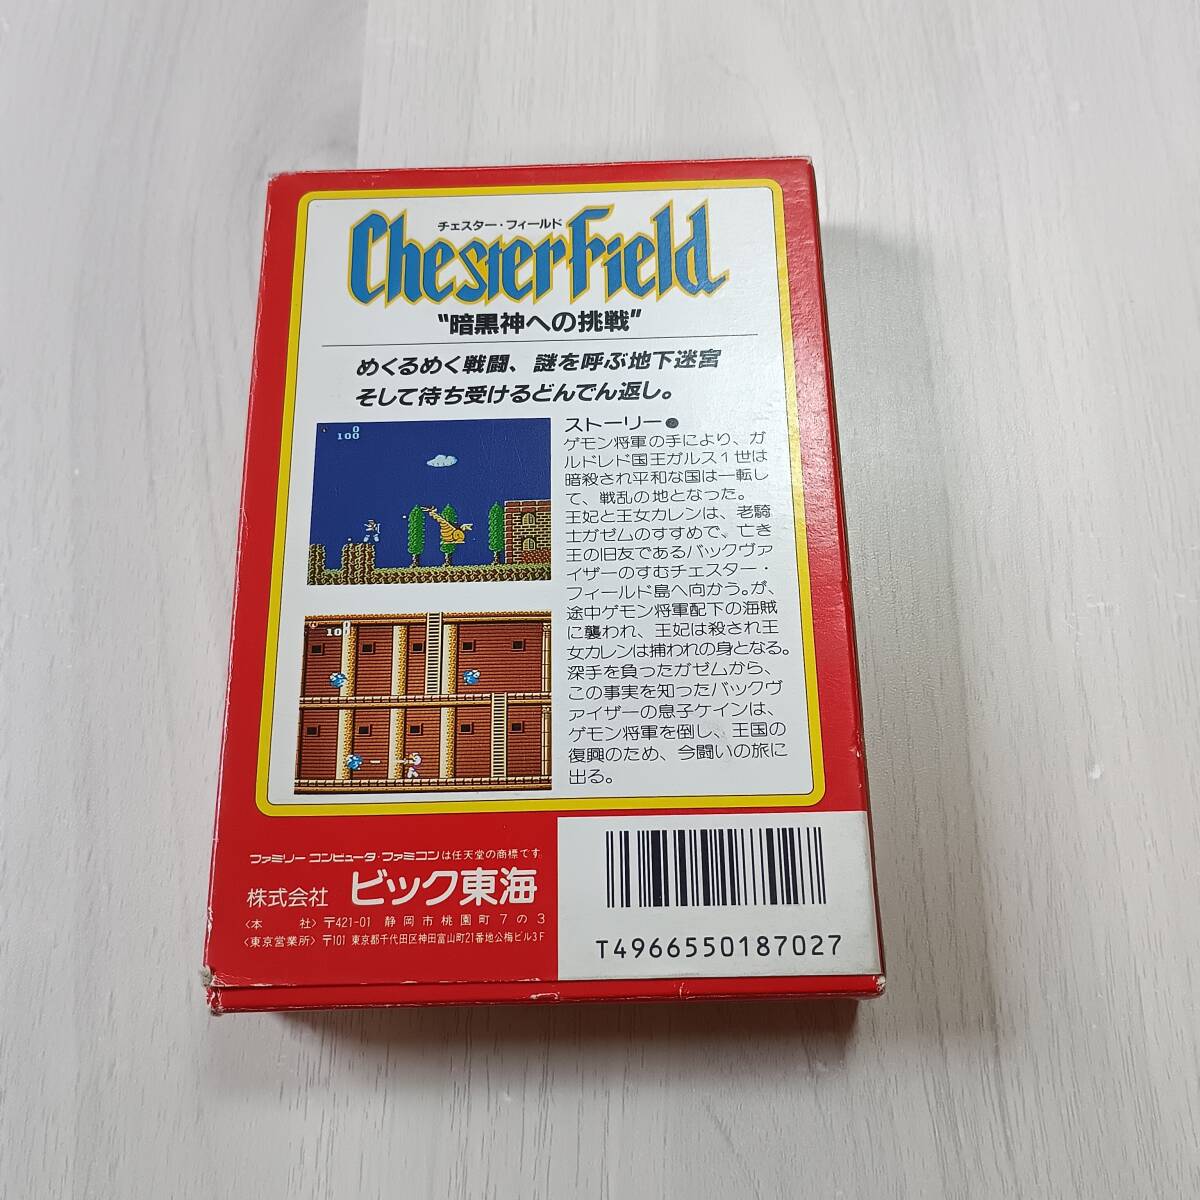 チェスター・フィールド
ChesterField
“暗黒神への挑戦”
めくるめく戦闘、謎を呼ぶ地下迷宮
そして待ち受けるどんでん返し。
0
100
0
100
ストーリー●
ゲモン将軍の手により、ガ
ルドレド国王ガルス1世は
暗殺され平和な国は一転し
て、戦乱の地となった。
王妃と王女カレンは、老騎
士ガゼムのすすめで、亡き
王の旧友であるバックヴァ
イザーのすむチェスター・
フィールド島へ向かう。が、
途中ゲモン将軍配下の海賊
に襲われ、王妃は殺され王
女カレンは捕われの身となる。
深手を負ったガゼムから、
この事実を知ったバックヴ
ァイザーの息子ケインは、
ゲモン将軍を倒し、王国の
復興のため、今闘いの旅に
出る。
ファミリーコンピュータ・ファミコンは任天堂の商標です
株式会社 ビック東海
〈本 社〉〒421-01 静岡市桃園町7の3
〈東京営業所〉〒101 東京都千代田区神田富山町21番地公梅ビル3F
T4966550187027